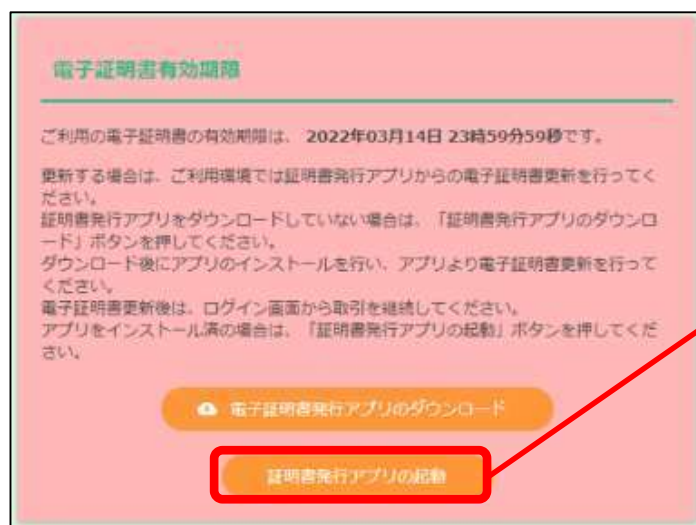 電子証明書有効期限
ご利用の電子証明書の有効期限は、 2022年03月14日 23時59分59秒です。
更新する場合は、ご利用環境では証明書発行アプリからの電子証明書更新を行ってく
ださい。
証明書発行アプリをダウンロードしていない場合は、「証明書発行アプリのダウンロ
ード」ボタンを押してください。
ダウンロード後にアプリのインストールを行い、アプリより電子証明書更新を行って
ください。
電子証明書更新後は、ログイン画面から取引を継続してください。
アプリをインストール済の場合は、「証明書発行アプリの起動」ボタンを押してくだ
さい。
電子証明書発行アプリのダウンロード
証明書発行アプリの起動